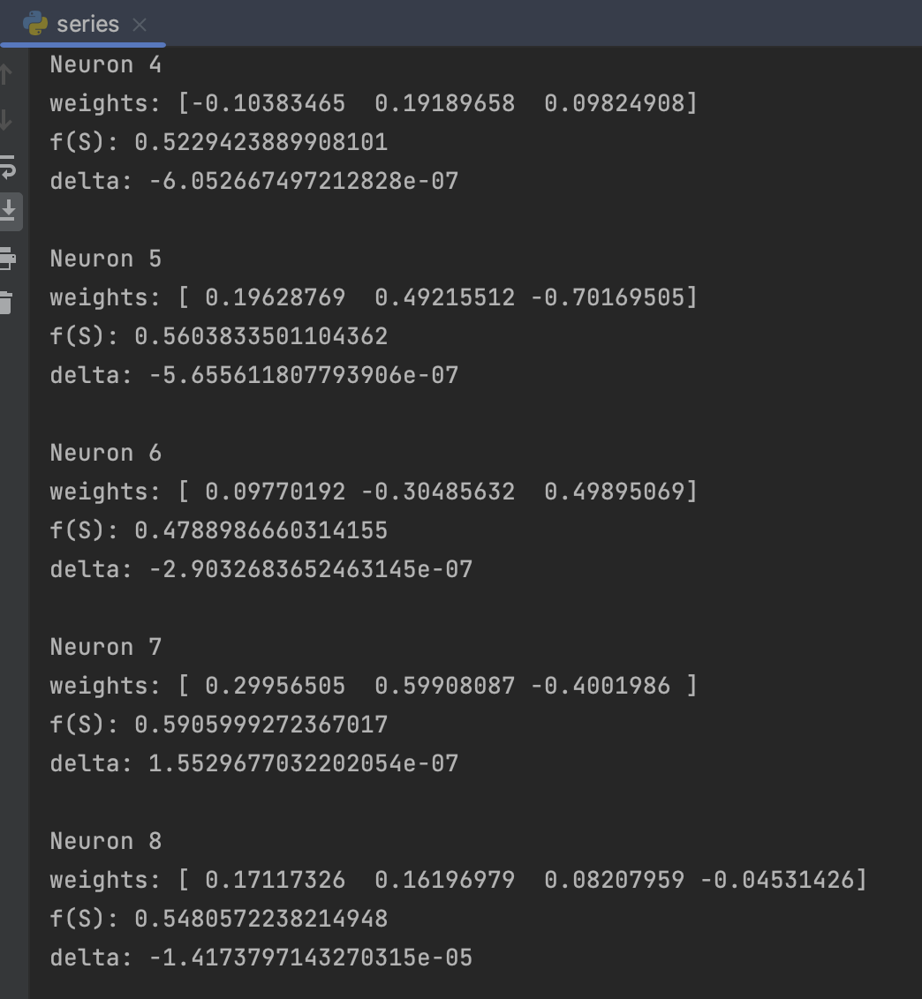 series
Neuron 4
weights: [-0.10383465  0.19189658  0.09824908]
f(S): 0.5229423889908101
delta: -6.052667497212828e-07
Neuron 5
weights: [ 0.19628769  0.49215512 -0.70169505]
f(S): 0.5603833501104362
delta: -5.655611807793906e-07
Neuron 6
weights: [ 0.09770192 -0.30485632  0.49895069]
f(S): 0.4788986660314155
delta: -2.9032683652463145e-07
Neuron 7
weights: [ 0.29956505  0.59908087 -0.4001986 ]
f(S): 0.5905999272367017
delta: 1.5529677032202054e-07
Neuron 8
weights: [ 0.17117326  0.16196979  0.08207959 -0.04531426]
f(S): 0.5480572238214948
delta: -1.4173797143270315e-05